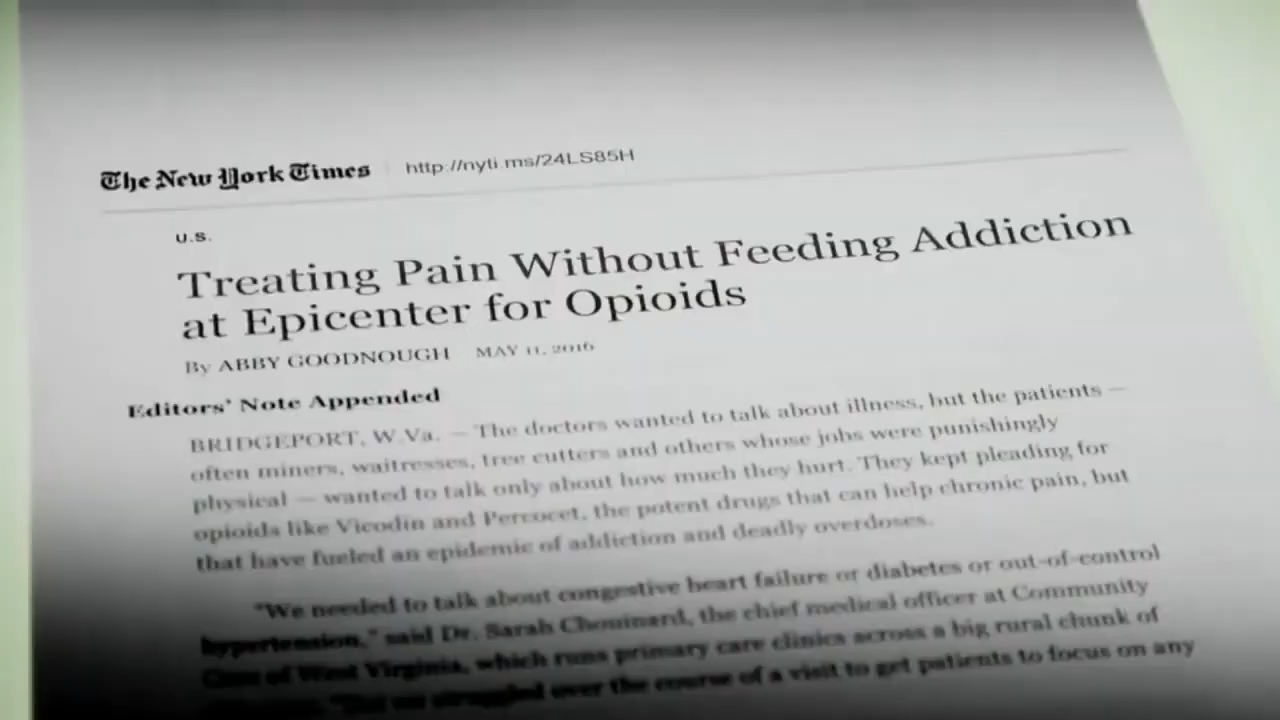 The New York Times http://nyti.ms/24LS85H
U.S.
Treating Pain Without Feeding Addiction
at Epicenter for Opioids
By ABBY GOODNOUGH MAY 11, 2016
Editors' Note Appended
BRIDGEPORT, W.Va. — The doctors wanted to talk about illness, but the patients —
often miners, waitresses, tree cutters and others whose jobs were punishingly
physical — wanted to talk only about how much they hurt. They kept pleading for
opioids like Vicodin and Percocet, the potent drugs that can help chronic pain, but
that have fueled an epidemic of addiction and deadly overdoses.
"We needed to talk about congestive heart failure or diabetes or out-of-control
hypertension," said Dr. Sarah Chouinard, the chief medical officer at Community
Care of West Virginia, which runs primary care clinics across a big rural chunk of
"But we struggled over the course of a visit to get patients to focus on any